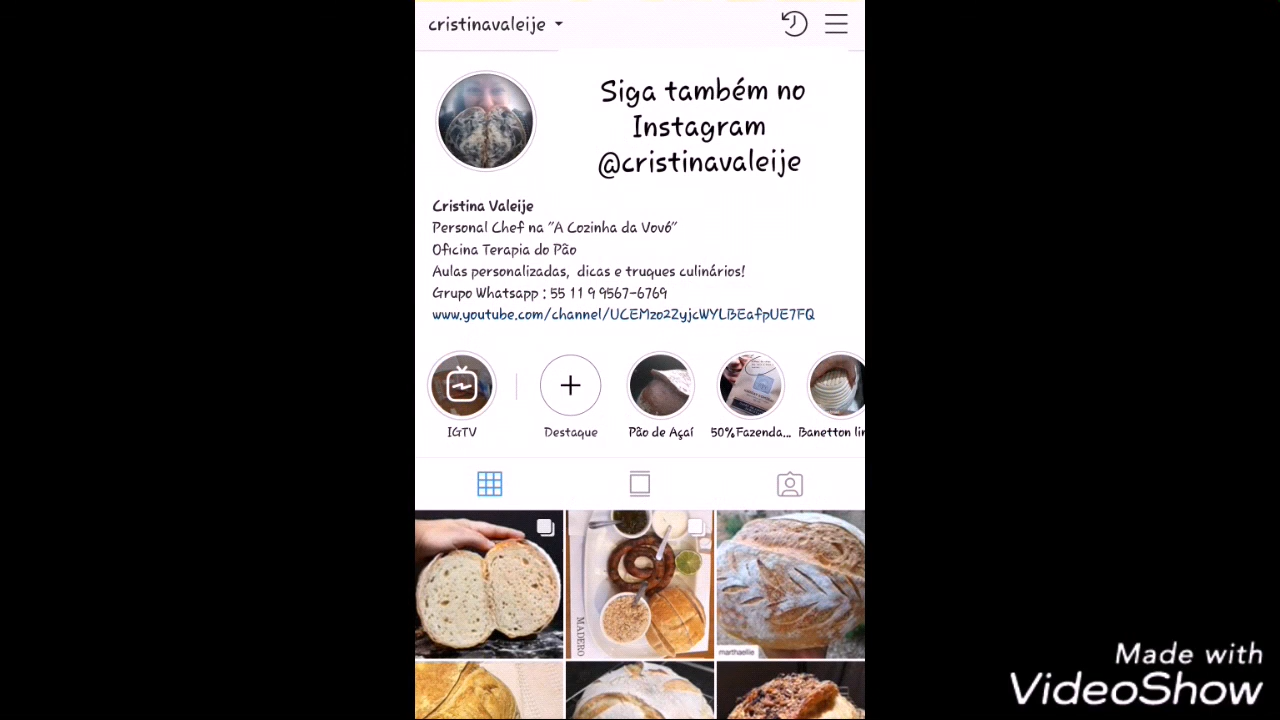 cristinavaleije
Siga também no
Instagram
@cristinavaleije
Cristina Valeije
Personal Chef na "A Cozinha da Vovó"
Oficina Terapia do Pão
Aulas personalizadas, dicas e truques culinários!
Grupo Whatsapp : 55 11 9 9567-6769
www.youtube.com/channel/UCEMzo2ZyjcWYLBEafpUE7FQ
IGTV
Destaque
Pão de Açaí
50%Fazenda...
Banetton lin
MADERO
marthaellie
Made with
VideoShow